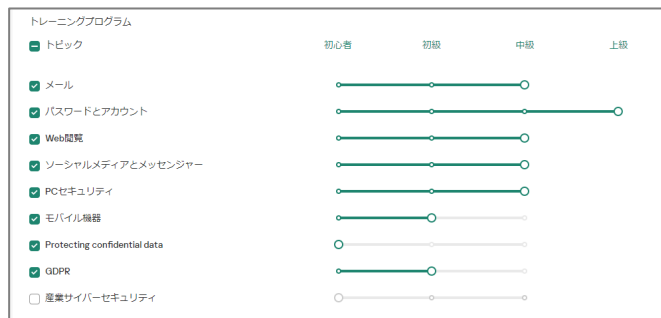 トレーニングプログラム
トピック 初心者 初級 中級 上級
メール
パスワードとアカウント
Web閲覧
ソーシャルメディアとメッセンジャー
PCセキュリティ
モバイル機器
Protecting confidential data
GDPR
産業サイバーセキュリティ